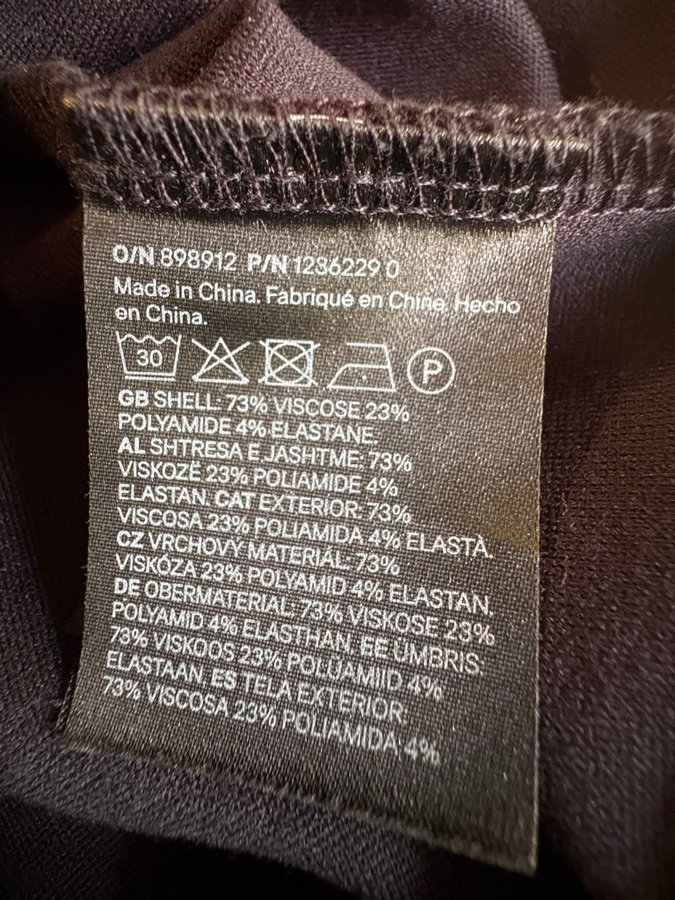 O/N 898912 P/N 1236229 0
Made in China. Fabriqué en Chine. Hecho
en China.
30 P
GB SHELL: 73% VISCOSE 23%
POLYAMIDE 4% ELASTANE.
AL SHTRESA E JASHTME: 73%
VISKOZË 23% POLIAMIDE 4%
ELASTAN. CAT EXTERIOR: 73%
VISCOSA 23% POLIAMIDA 4% ELASTÀ.
CZ VRCHOVÝ MATERIÁL: 73%
VISKÓZA 23% POLYAMID 4% ELASTAN.
DE OBERMATERIAL: 73% VISKOSE 23%
POLYAMID 4% ELASTHAN. EE UMBRIS:
73% VISKOOS 23% POLÜAMIID 4%
ELASTAAN. ES TELA EXTERIOR:
73% VISCOSA 23% POLIAMIDA 4%